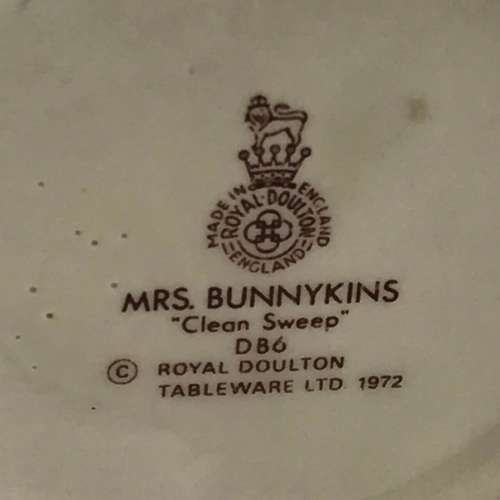 MADE IN ENGLAND
ROYAL·DOULTON
ENGLAND
MRS. BUNNYKINS
"Clean Sweep"
DB6
© ROYAL DOULTON
TABLEWARE LTD. 1972